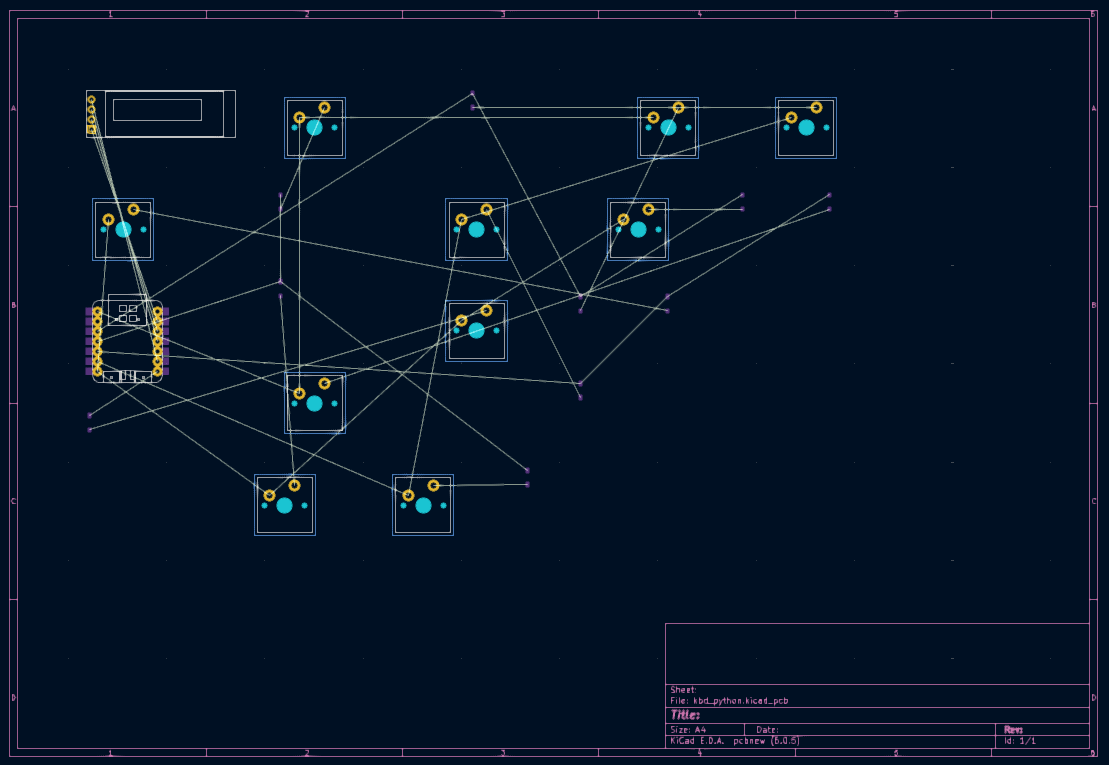 1 2 3 4 5 6
A A
B B
C C
Sheet:
File: kbd_python.kicad_pcb
Title:
Size: A4 Date: Rev:
KiCad E.D.A. pcbnew (6.0.5) Id: 1/1
D D
1 2 3 4 5 6